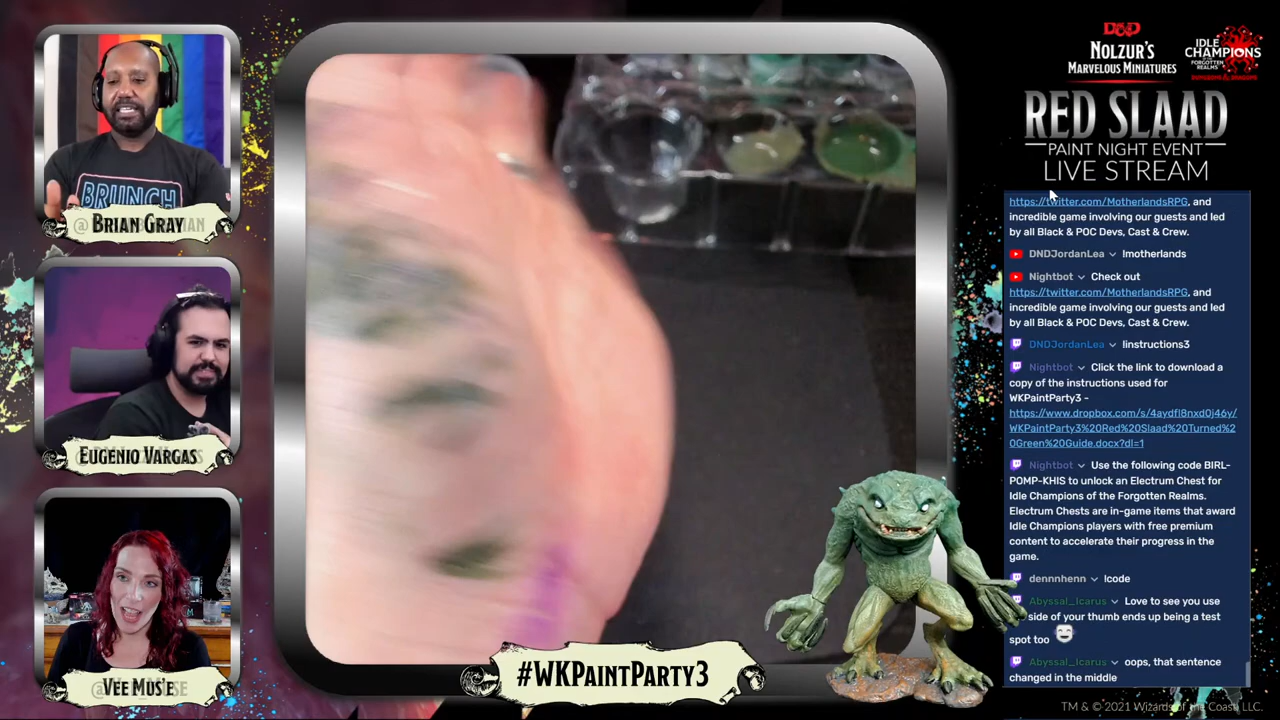 BRUNCH
BRIAN GRAY
EUGENIO VARGAS
VEE MUS'E
#WKPAINTPARTY3
D&D
NOLZUR'S
MARVELOUS MINIATURES
IDLE
CHAMPIONS
OF THE
FORGOTTEN
REALMS
DUNGEONS & DRAGONS
RED SLAAD
PAINT NIGHT EVENT
LIVE STREAM
https://twitter.com/MotherlandsRPG, and
incredible game involving our guests and led
by all Black & POC Devs, Cast & Crew.
DNDJordanLea !motherlands
Nightbot Check out
https://twitter.com/MotherlandsRPG, and
incredible game involving our guests and led
by all Black & POC Devs, Cast & Crew.
DNDJordanLea !instructions3
Nightbot Click the link to download a
copy of the instructions used for
WKPaintParty3 -
https://www.dropbox.com/s/4aydfl8nxd0j46y/
WKPaintParty3%20Red%20Slaad%20Turned%2
0Green%20Guide.docx?dl=1
Nightbot Use the following code BIRL-
POMP-KHIS to unlock an Electrum Chest for
Idle Champions of the Forgotten Realms.
Electrum Chests are in-game items that award
Idle Champions players with free premium
content to accelerate their progress in the
game.
dennnhenn !code
Abyssal_Icarus Love to see you use
side of your thumb ends up being a test
spot too
Abyssal_Icarus oops, that sentence
changed in the middle
TM & © 2021 Wizards of the Coast LLC.